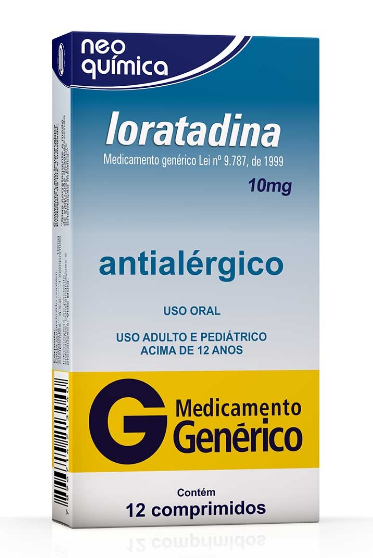 neo
química
loratadina
Medicamento genérico Lei nº 9.787, de 1999
10mg
antialérgico
USO ORAL
USO ADULTO E PEDIÁTRICO
ACIMA DE 12 ANOS
G
Medicamento
Genérico
Contém
12 comprimidos